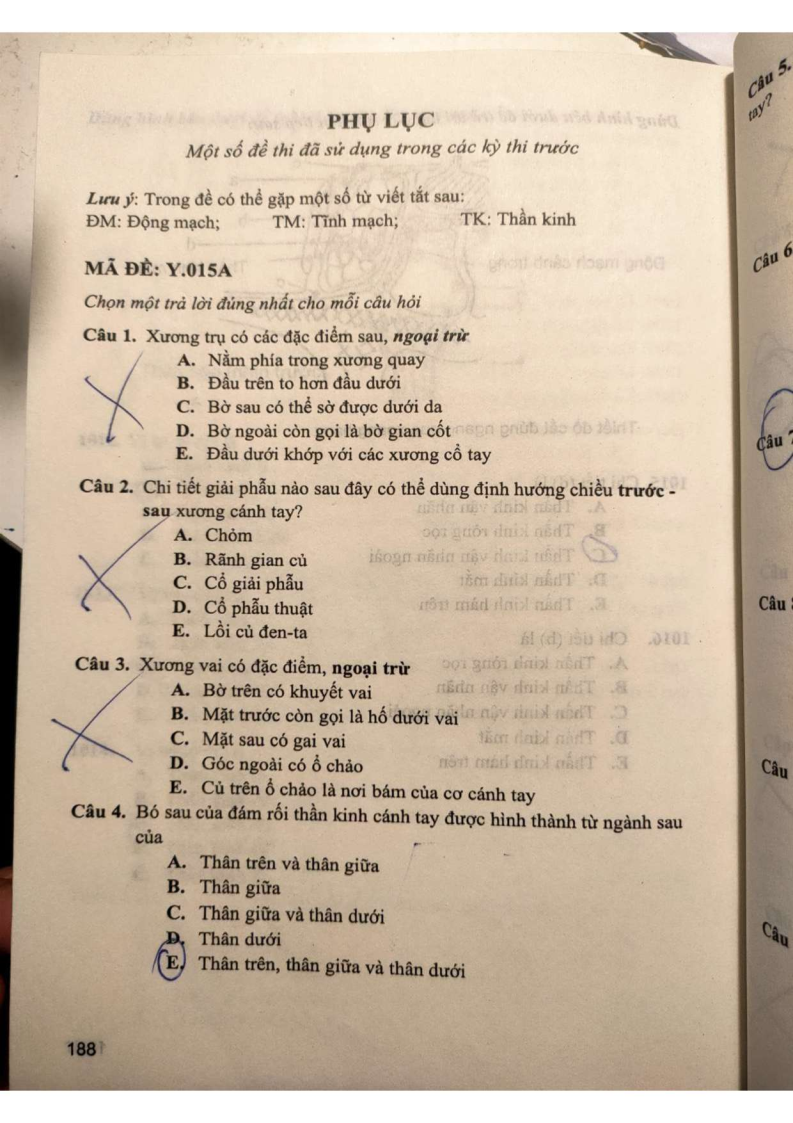 PHỤ LỤC
Một số đề thi đã sử dụng trong các kỳ thi trước
Lưu ý: Trong đề có thể gặp một số từ viết tắt sau:
ĐM: Động mạch; TM: Tĩnh mạch; TK: Thần kinh
MÃ ĐỀ: Y.015A
Chọn một trả lời đúng nhất cho mỗi câu hỏi
Câu 1. Xương trụ có các đặc điểm sau, ngoại trừ
A. Nằm phía trong xương quay
B. Đầu trên to hơn đầu dưới
C. Bờ sau có thể sờ được dưới da
D. Bờ ngoài còn gọi là bờ gian cốt
E. Đầu dưới khớp với các xương cổ tay
Câu 2. Chi tiết giải phẫu nào sau đây có thể dùng định hướng chiều trước -
sau xương cánh tay?
A. Chỏm
B. Rãnh gian củ
C. Cổ giải phẫu
D. Cổ phẫu thuật
E. Lồi củ đen-ta
Câu 3. Xương vai có đặc điểm, ngoại trừ
A. Bờ trên có khuyết vai
B. Mặt trước còn gọi là hố dưới vai
C. Mặt sau có gai vai
D. Góc ngoài có ổ chảo
E. Củ trên ổ chảo là nơi bám của cơ cánh tay
Câu 4. Bó sau của đám rối thần kinh cánh tay được hình thành từ ngành sau
của
A. Thân trên và thân giữa
B. Thân giữa
C. Thân giữa và thân dưới
D. Thân dưới
E. Thân trên, thân giữa và thân dưới
188
Câu 5.
tay?
Câu 6
Câu
Câu
Câu
Câu